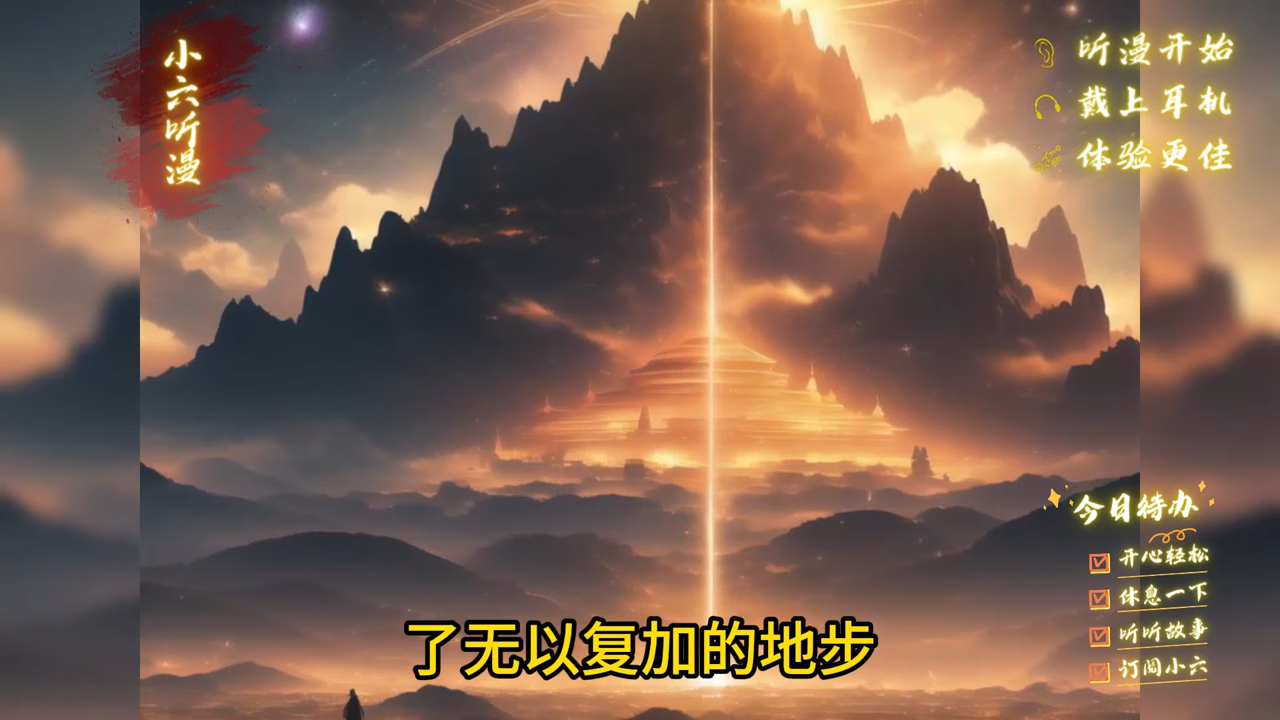 小六听漫
听漫开始
戴上耳机
体验更佳
今日待办
开心轻松
休息一下
听听故事
订阅小六
了无以复加的地步